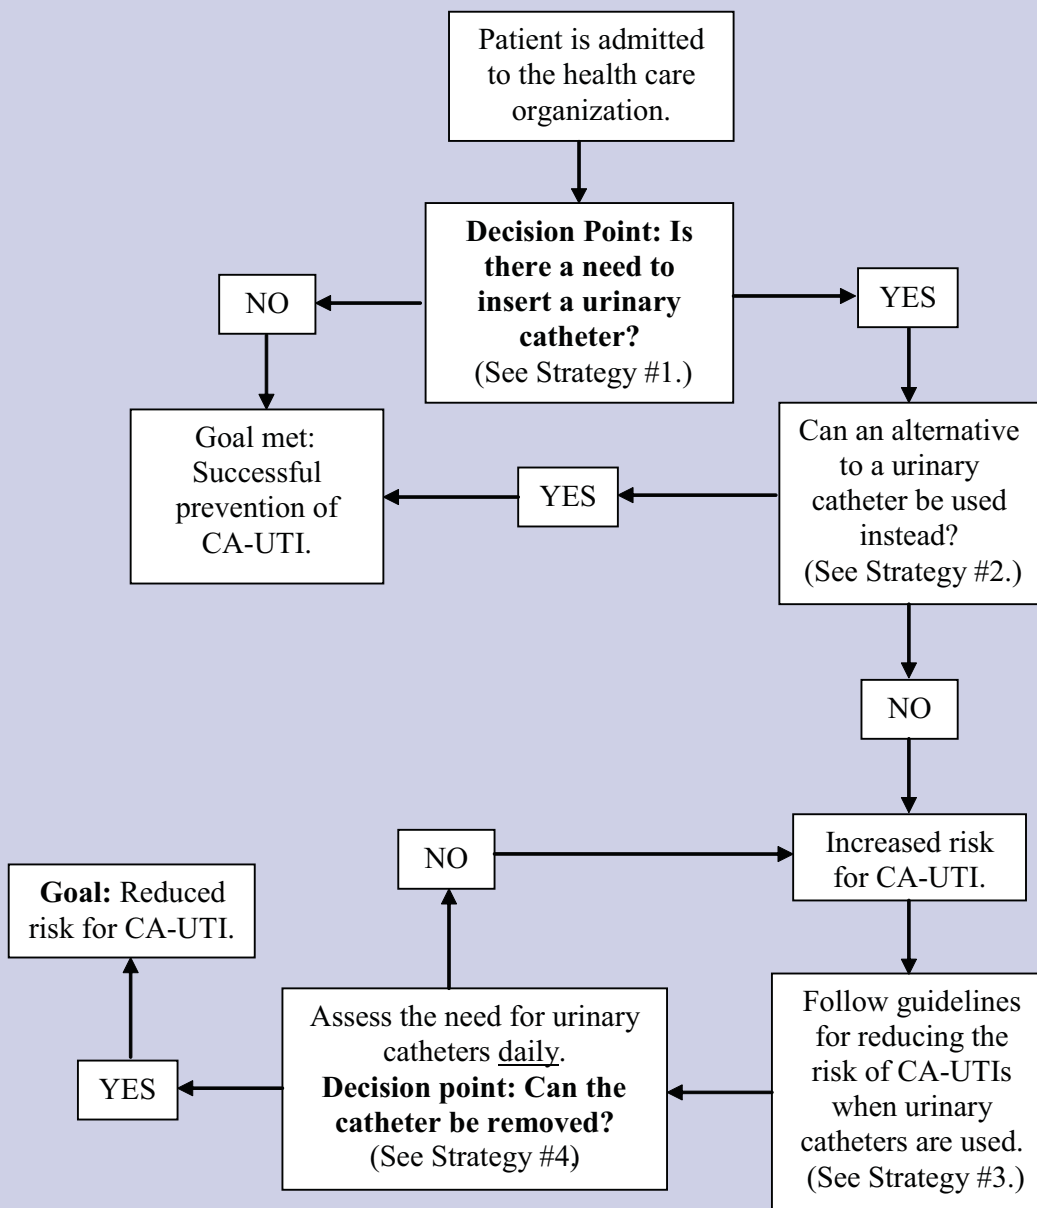 Patient is admitted
to the health care
organization.
Decision Point: Is
there a need to
insert a urinary
catheter?
(See Strategy #1.)
NO
YES
Goal met:
Successful
prevention of
CA-UTI.
YES
Can an alternative
to a urinary
catheter be used
instead?
(See Strategy #2.)
NO
Increased risk
for CA-UTI.
NO
Goal: Reduced
risk for CA-UTI.
Follow guidelines
for reducing the
risk of CA-UTIs
when urinary
catheters are used.
(See Strategy #3.)
Assess the need for urinary
catheters daily.
Decision point: Can the
catheter be removed?
(See Strategy #4)
YES